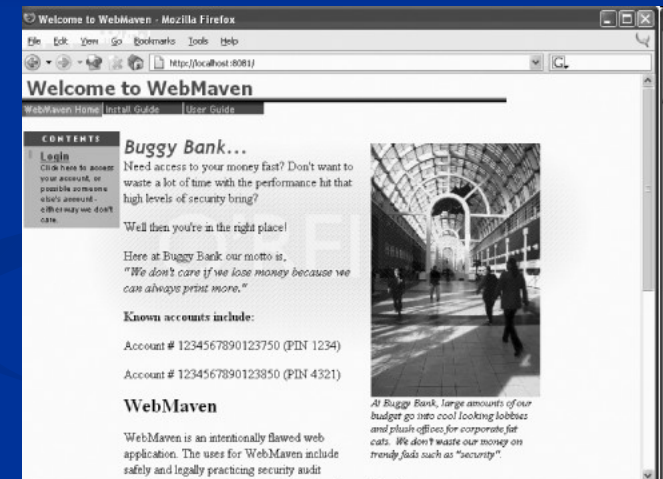 Welcome to WebMaven - Mozilla Firefox
File Edit View Go Bookmarks Tools Help
http://localhost:8081/
G
Welcome to WebMaven
WebMaven Home Install Guide User Guide
CONTENTS
Login
Click here to access
your account, or
possible someone
else's account -
either way we don't
care.
Buggy Bank...
Need access to your money fast? Don't want to
waste a lot of time with the performance hit that
high levels of security bring?
Well then you're in the right place!
Here at Buggy Bank our motto is,
"We don't care if we lose money because we
can always print more."
Known accounts include:
Account # 1234567890123750 (PIN 1234)
Account # 1234567890123850 (PIN 4321)
WebMaven
WebMaven is an intentionally flawed web
application. The uses for WebMaven include
safely and legally practicing security audit
At Buggy Bank, large amounts of our
budget go into cool looking lobbies
and plush offices for corporate fat
cats. We don't waste our money on
trendy fads such as "security".